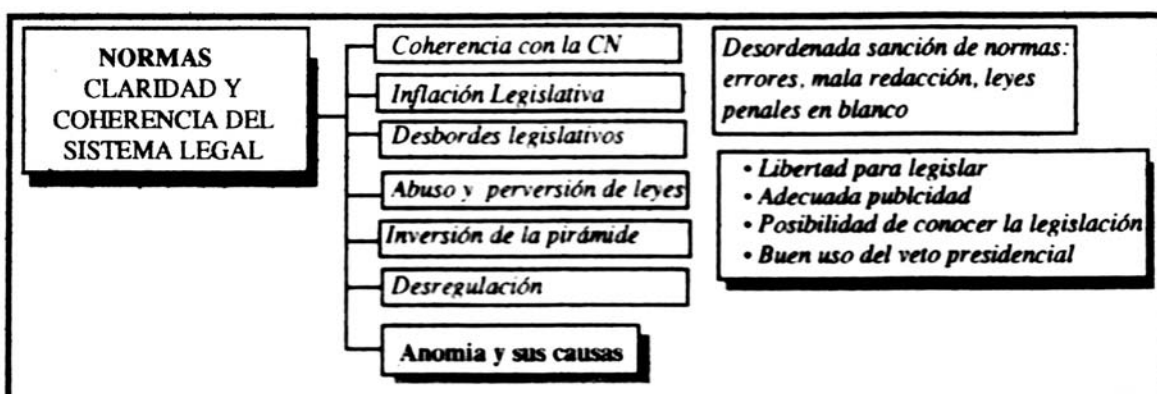 NORMAS
CLARIDAD Y
COHERENCIA DEL
SISTEMA LEGAL
Coherencia con la CN
Inflación Legislativa
Desbordes legislativos
Abuso y perversión de leyes
Inversión de la pirámide
Desregulación
Anomia y sus causas
Desordenada sanción de normas:
errores, mala redacción, leyes
penales en blanco
• Libertad para legislar
• Adecuada publcidad
• Posibilidad de conocer la legislación
• Buen uso del veto presidencial